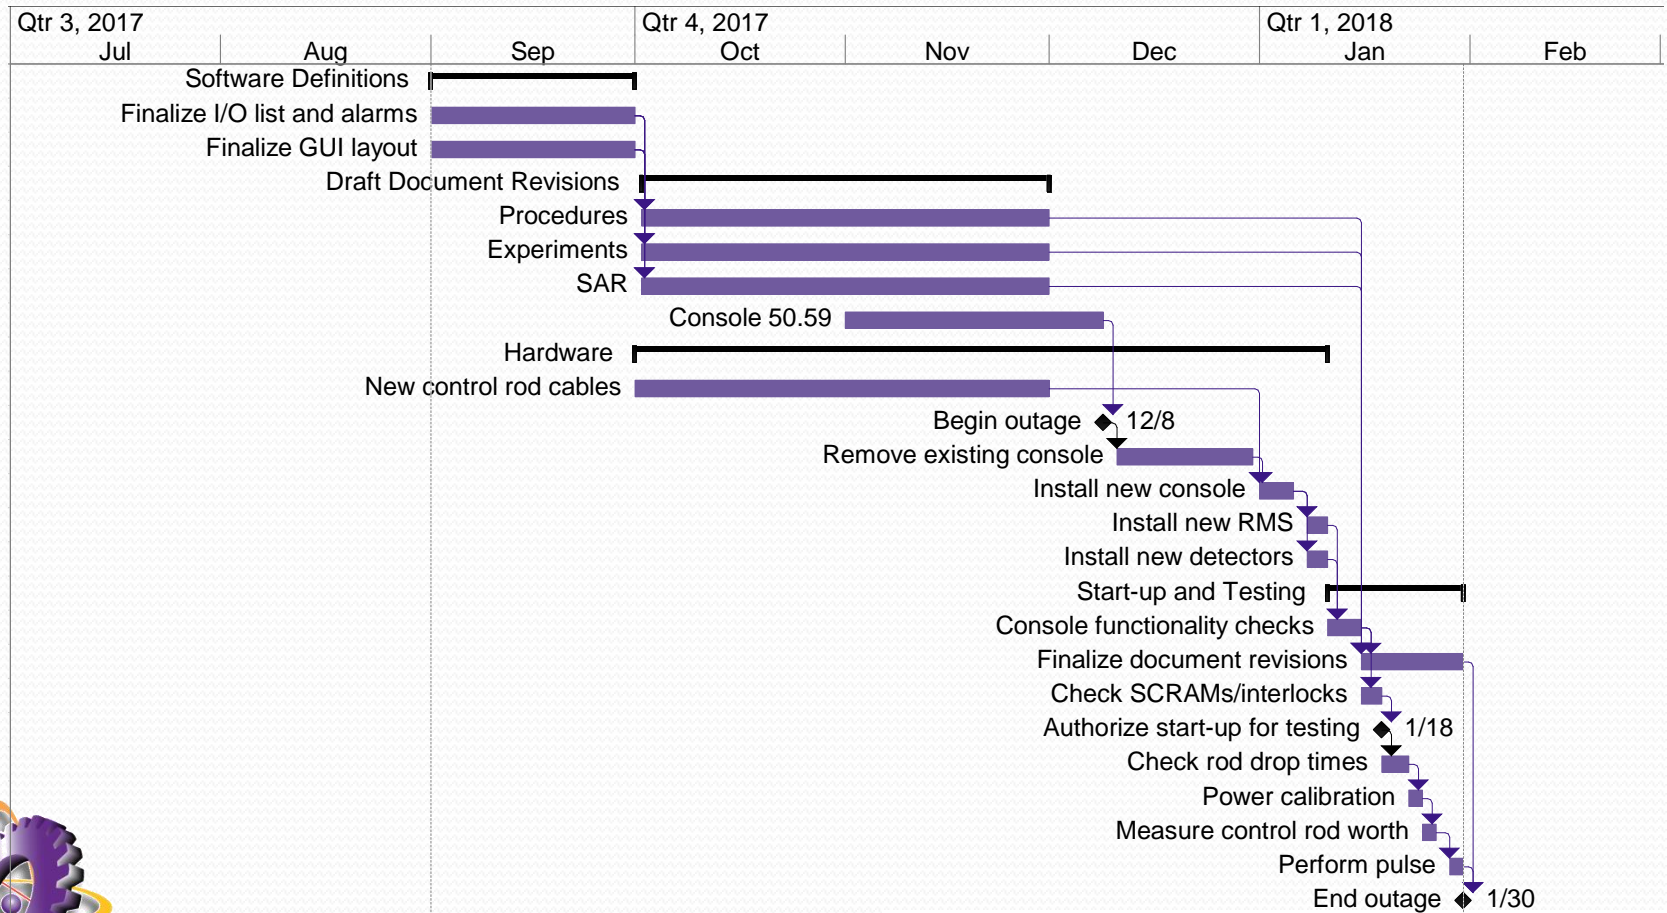 Qtr 3, 2017 Qtr 4, 2017 Qtr 1, 2018
Jul Aug Sep Oct Nov Dec Jan Feb
Software Definitions
Finalize I/O list and alarms
Finalize GUI layout
Draft Document Revisions
Procedures
Experiments
SAR
Console 50.59
Hardware
New control rod cables
Begin outage 12/8
Remove existing console
Install new console
Install new RMS
Install new detectors
Start-up and Testing
Console functionality checks
Finalize document revisions
Check SCRAMs/interlocks
Authorize start-up for testing 1/18
Check rod drop times
Power calibration
Measure control rod worth
Perform pulse
End outage 1/30